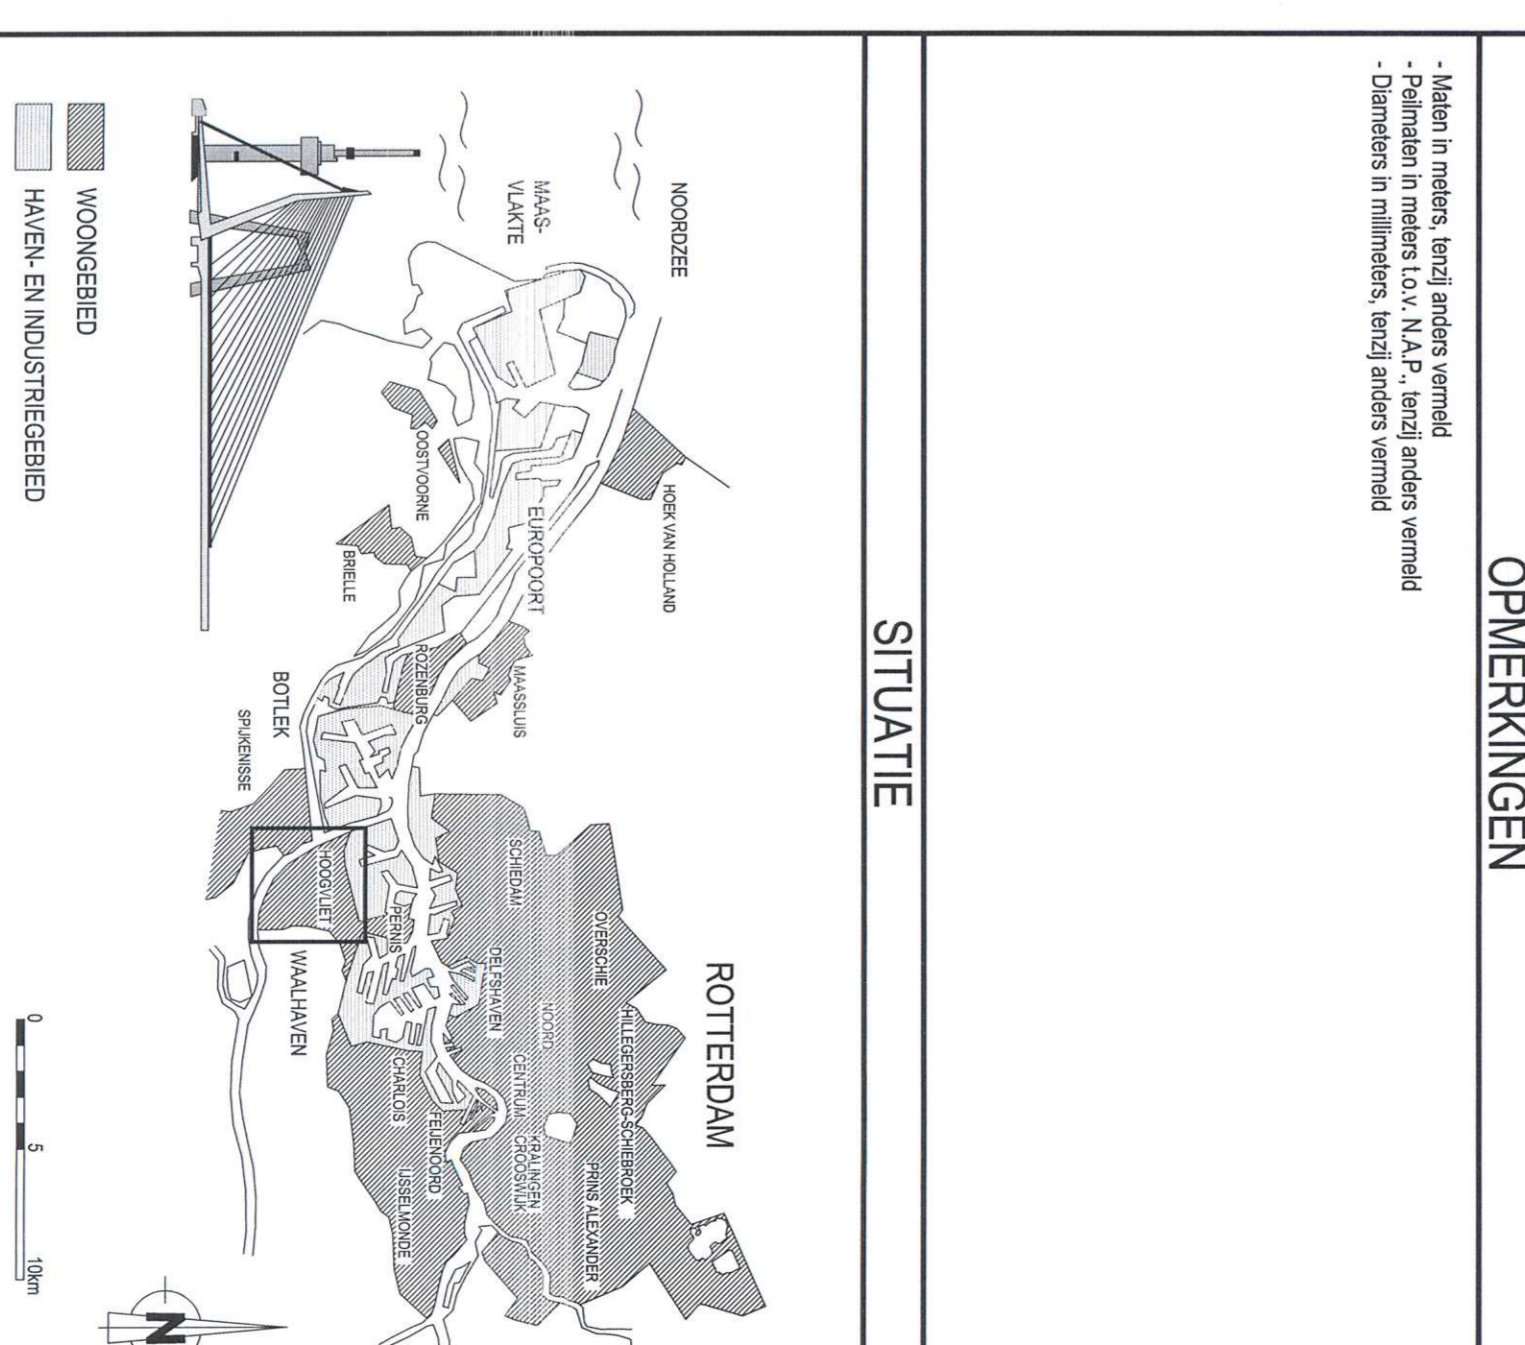 OPMERKINGEN
- Maten in meters, tenzij anders vermeld
- Peilmaten in meters t.o.v. N.A.P., tenzij anders vermeld
- Diameters in millimeters, tenzij anders vermeld
SITUATIE
ROTTERDAM
NOORDZEE
HOEK VAN HOLLAND
HILLEGERSBERG-SCHIEBROEK
OVERSCHIE
PRINS ALEXANDER
MAAS-
VLAKTE
EUROPOORT
MAASSLUIS
SCHIEDAM
NOORD
CENTRUM
KRALINGEN
CROOSWIJK
DELFSHAVEN
OOSTVOORNE
ROZENBURG
PERNIS
CHARLOIS
FEIJENOORD
IJSSELMONDE
BRIELLE
HOOGVLIET
BOTLEK
WAALHAVEN
SPIJKENISSE
WOONGEBIED
HAVEN- EN INDUSTRIEGEBIED
0 5 10km
N